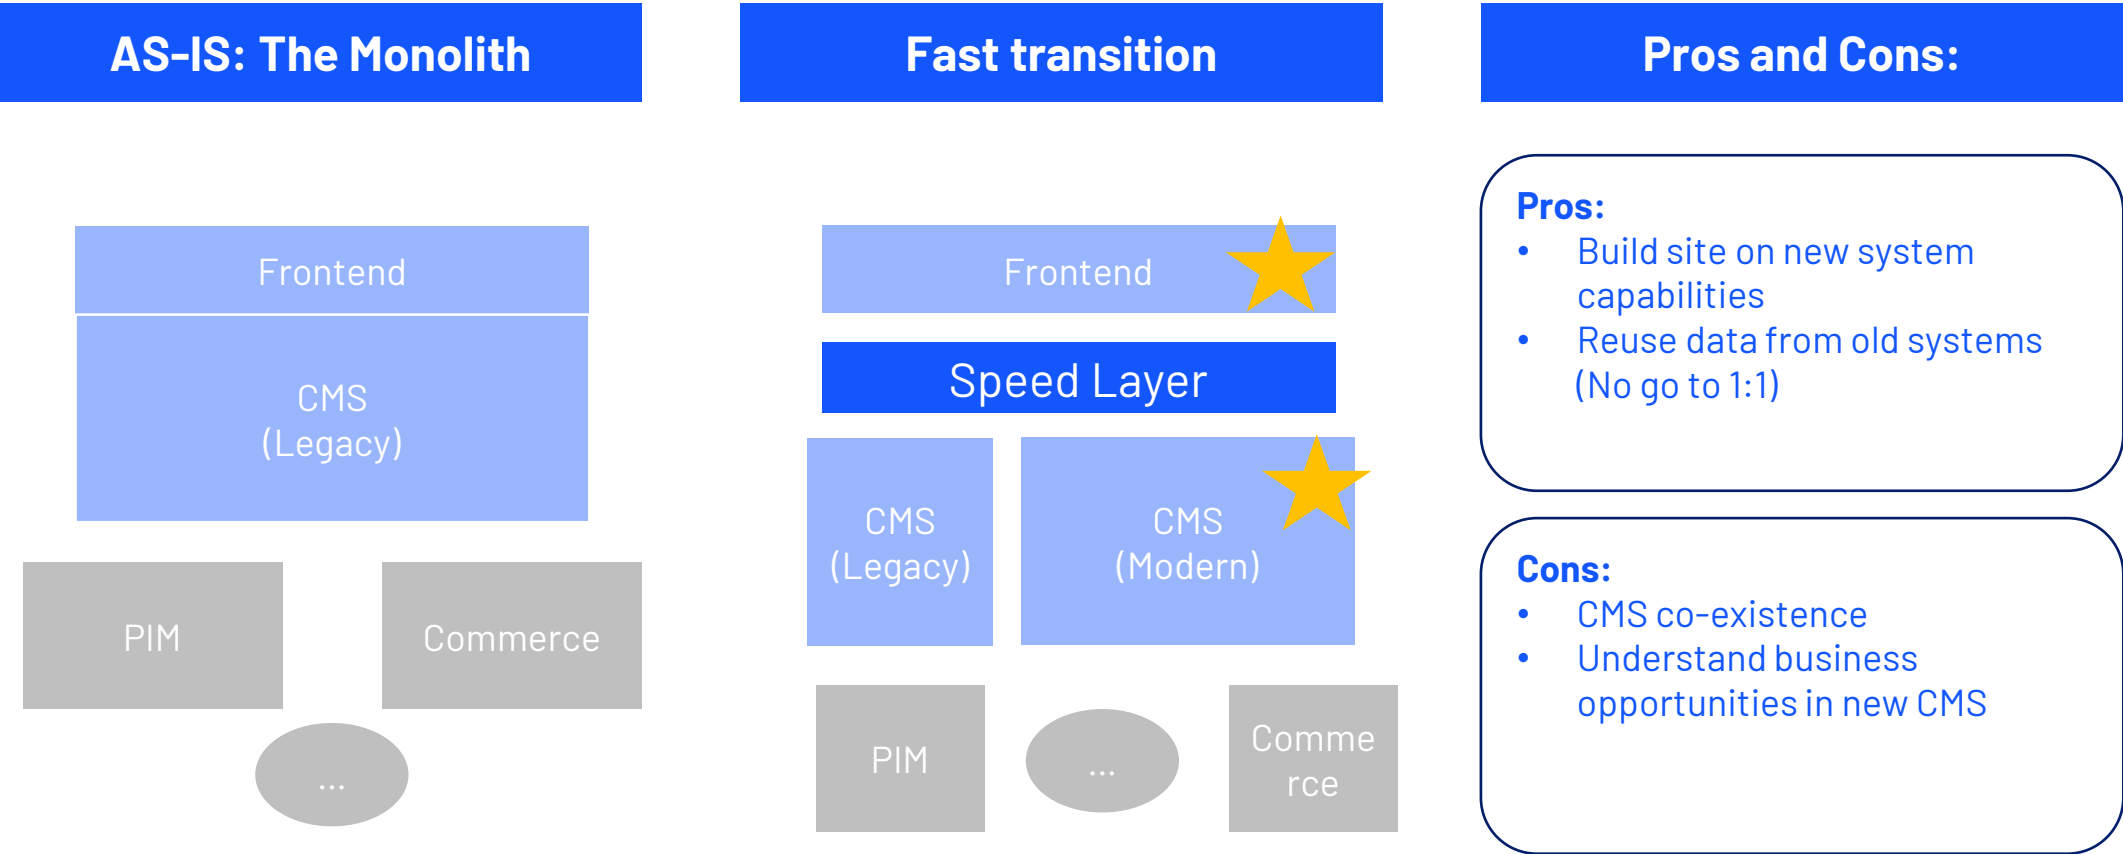 AS-IS: The Monolith
Frontend
CMS
(Legacy)
PIM
Commerce
...
Fast transition
Frontend
Speed Layer
CMS
(Legacy)
CMS
(Modern)
PIM
...
Comme
rce
Pros and Cons:
Pros:
• Build site on new system
capabilities
• Reuse data from old systems
(No go to 1:1)
Cons:
• CMS co-existence
• Understand business
opportunities in new CMS